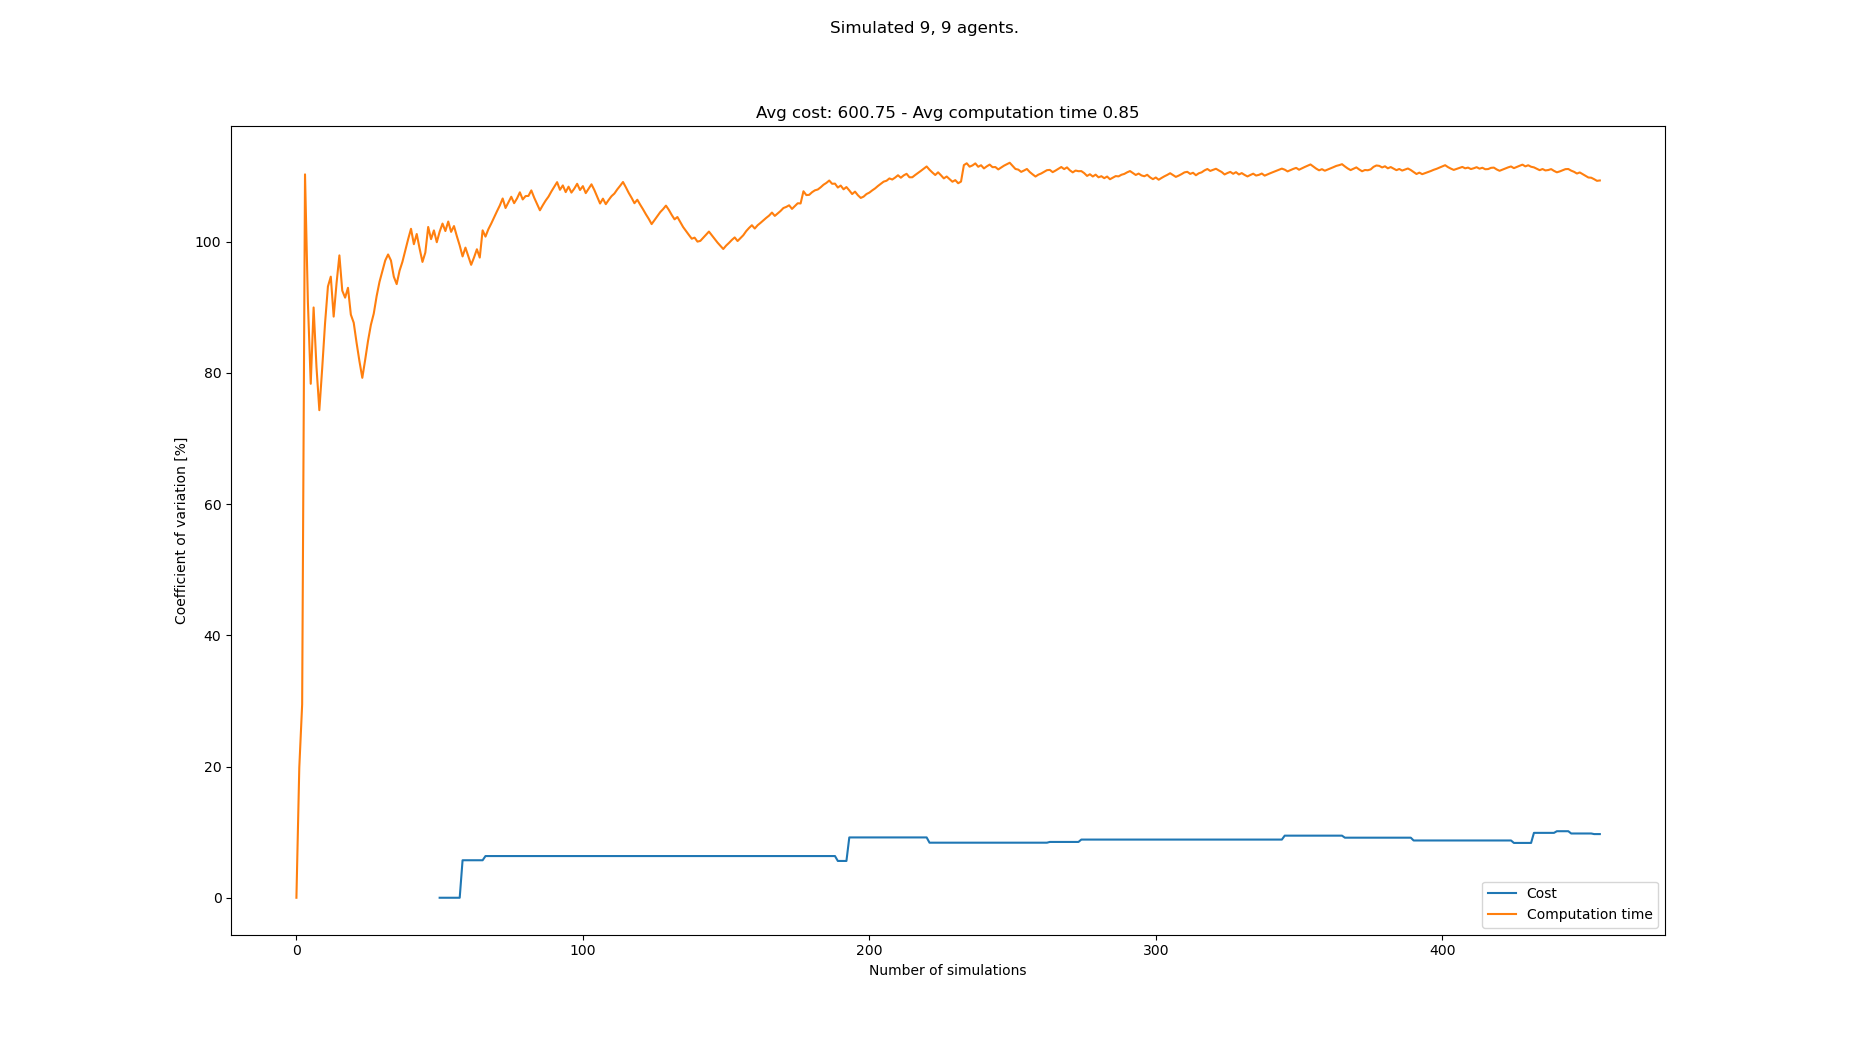 Simulated 9, 9 agents.
Avg cost: 600.75 - Avg computation time 0.85
Coefficient of variation [%]
100
80
60
40
20
0
0 100 200 300 400
Number of simulations
Cost
Computation time